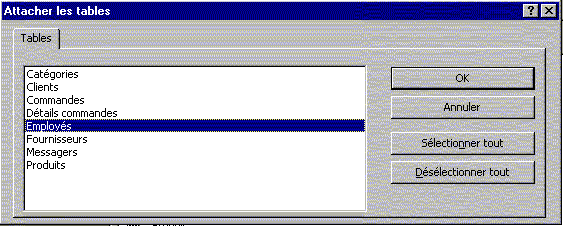 Attacher les tables
Tables
Catégories
Clients
Commandes
Détails commandes
Employés
Fournisseurs
Messagers
Produits
OK
Annuler
Sélectionner tout
Désélectionner tout